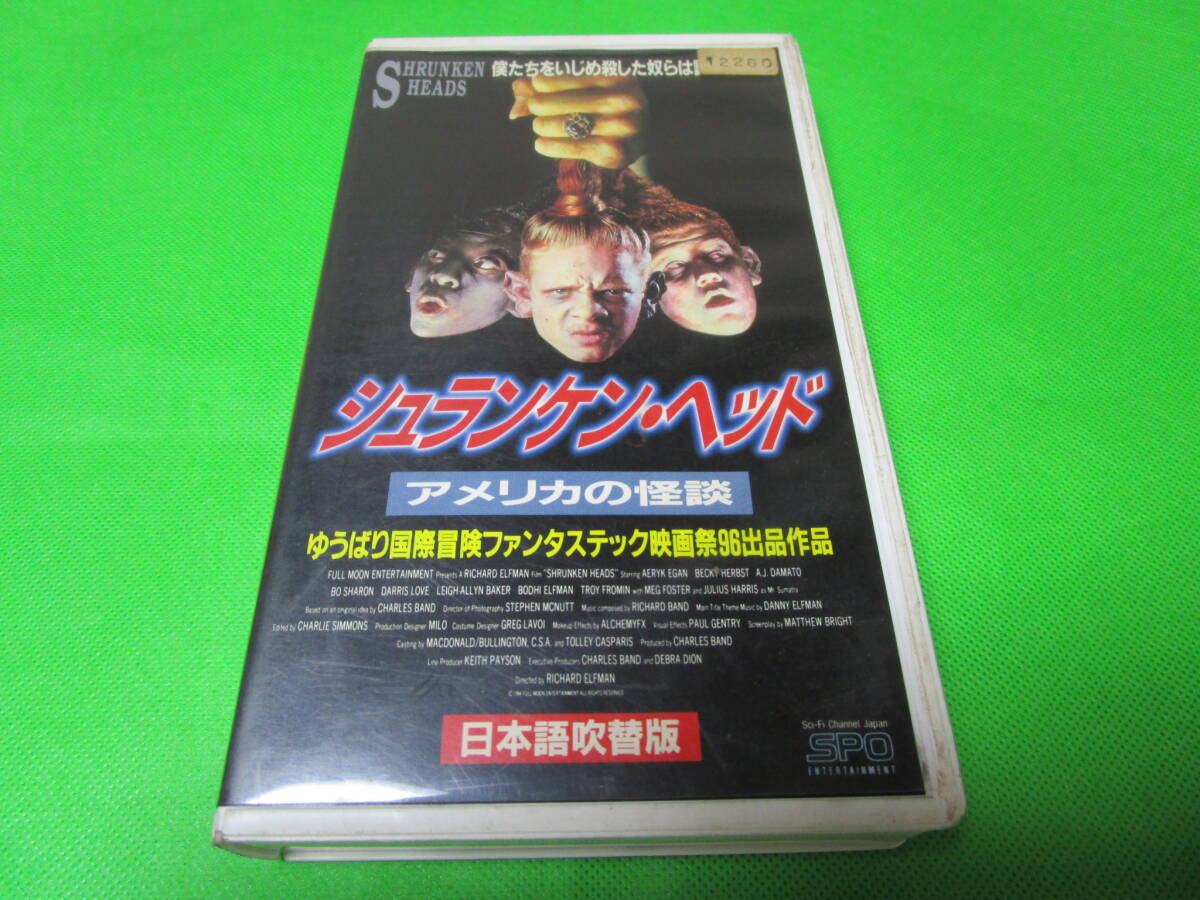 SHRUNKEN HEADS
僕たちをいじめ殺した奴らは
12260
シュランケン・ヘッド
アメリカの怪談
ゆうばり国際冒険ファンタステック映画祭96出品作品
FULL MOON ENTERTAINMENT Presents A RICHARD ELFMAN Film "SHRUNKEN HEADS" Starring AERYK EGAN BECKY HERBST A.J. DAMATO
BO SHARON DARRIS LOVE LEIGH-ALLYN BAKER BODHI ELFMAN TROY FROMIN with MEG FOSTER and JULIUS HARRIS as Mr. Sumatra
Based on an original idea by CHARLES BAND Director of Photography STEPHEN MCNUTT Music composed by RICHARD BAND Main Title Theme Music by DANNY ELFMAN
Edited by CHARLIE SIMMONS Production Designer MILO Costume Designer GREG LAVOI Makeup Effects by ALCHEMYFX Visual Effects PAUL GENTRY Screenplay by MATTHEW BRIGHT
Casting by MACDONALD/BULLINGTON, C.S.A. and TOLLEY CASPARIS Produced by CHARLES BAND
Line Producer KEITH PAYSON Executive Producers CHARLES BAND and DEBRA DION
Directed by RICHARD ELFMAN
© 1994 FULL MOON ENTERTAINMENT ALL RIGHTS RESERVED
日本語吹替版
Sci-Fi Channel Japan
SPO
ENTERTAINMENT